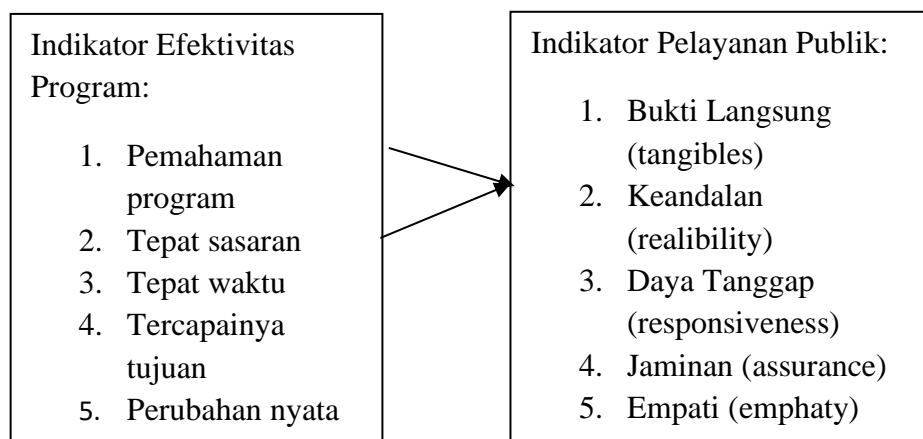 Indikator Efektivitas
Program:
1. Pemahaman
program
2. Tepat sasaran
3. Tepat waktu
4. Tercapainya
tujuan
5. Perubahan nyata
Indikator Pelayanan Publik:
1. Bukti Langsung
(tangibles)
2. Keandalan
(realibility)
3. Daya Tanggap
(responsiveness)
4. Jaminan (assurance)
5. Empati (emphaty)